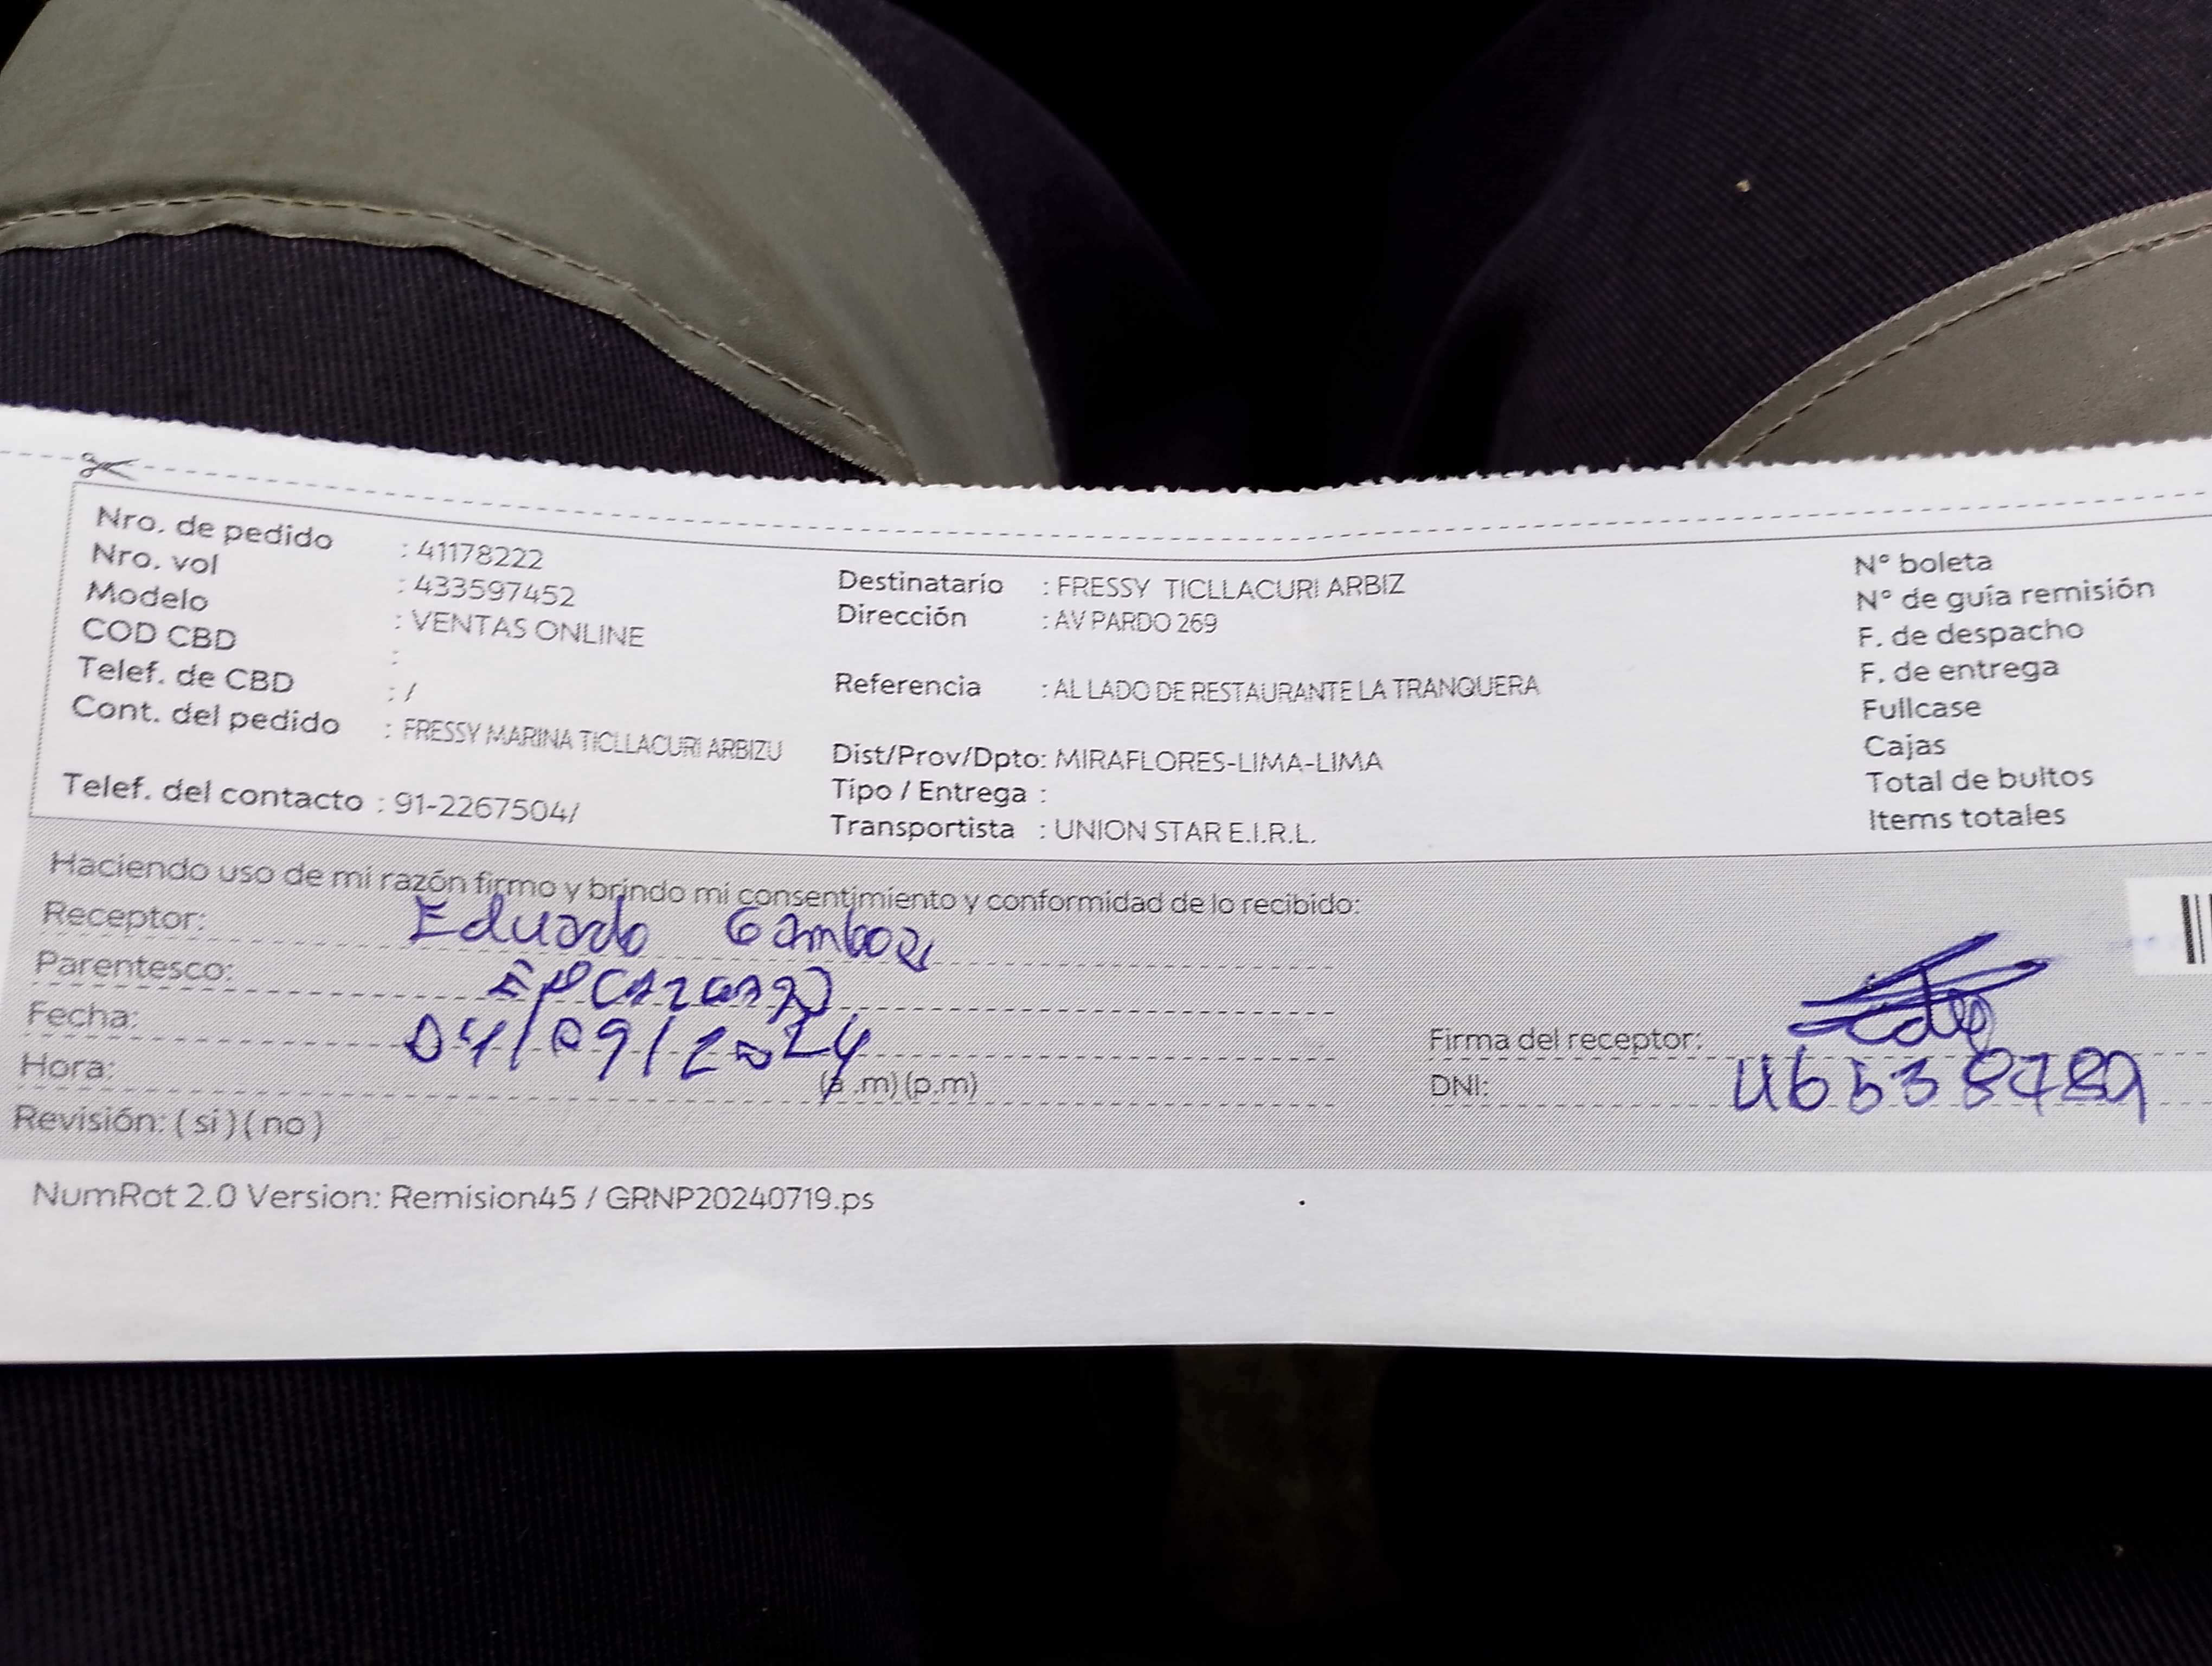 Nro. de pedido : 41178222
Nro. vol : 433597452
Modelo : VENTAS ONLINE
COD CBD :
Telef. de CBD : /
Cont. del pedido : FRESSY MARINA TICLLACURI ARBIZU
Telef. del contacto : 91-2267504/
Destinatario : FRESSY TICLLACURI ARBIZ
Dirección : AV PARDO 269
Referencia : AL LADO DE RESTAURANTE LA TRANQUERA
Dist/Prov/Dpto: MIRAFLORES-LIMA-LIMA
Tipo / Entrega :
Transportista : UNION STAR E.I.R.L.
N° boleta
N° de guía remisión
F. de despacho
F. de entrega
Fullcase
Cajas
Total de bultos
Items totales
Haciendo uso de mi razón firmo y brindo mi consentimiento y conformidad de lo recibido:
Receptor: Eduardo Gamboa
Parentesco:
Fecha: 04/09/2024
Hora: (a .m) (p.m)
Revisión: ( si ) ( no )
Firma del receptor:
DNI:
NumRot 2.0 Version: Remision45 / GRNP20240719.ps